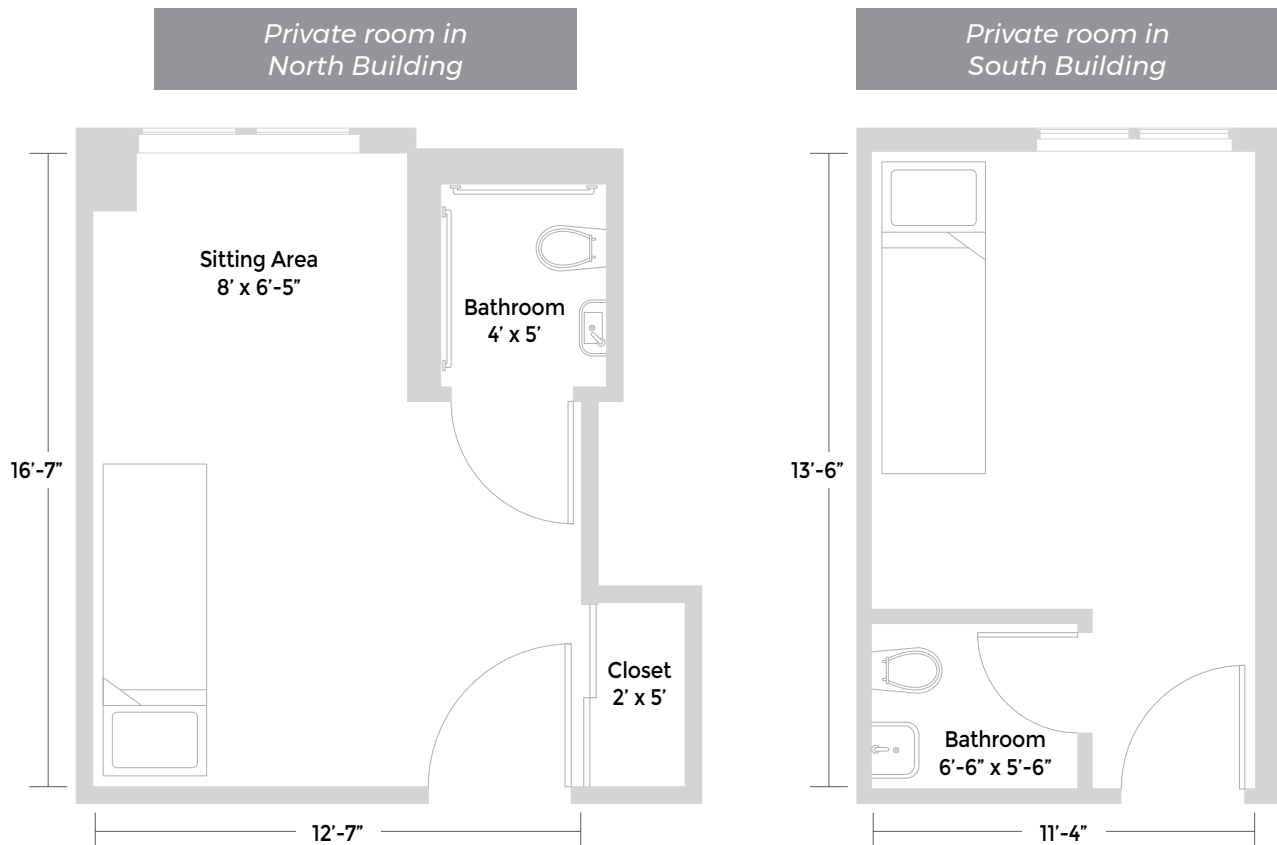 Private room in
North Building
Sitting Area
8’ x 6’-5”
Bathroom
4’ x 5’
16’-7”
Closet
2’ x 5’
12’-7”
Private room in
South Building
13’-6”
Bathroom
6’-6” x 5’-6”
11’-4”